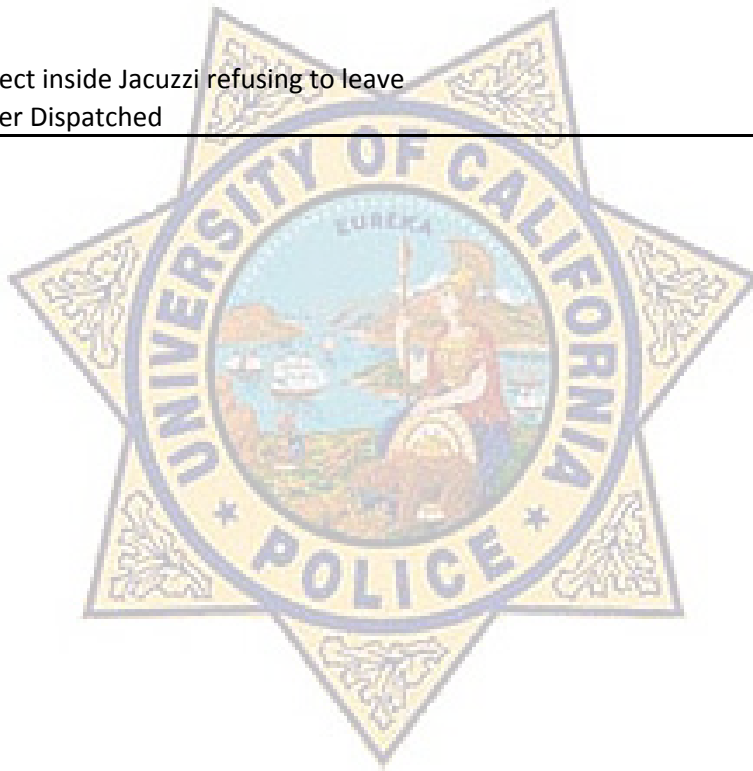 ect inside Jacuzzi refusing to leave
er Dispatched
UNIVERSITY OF CALIFORNIA
EUREKA
POLICE